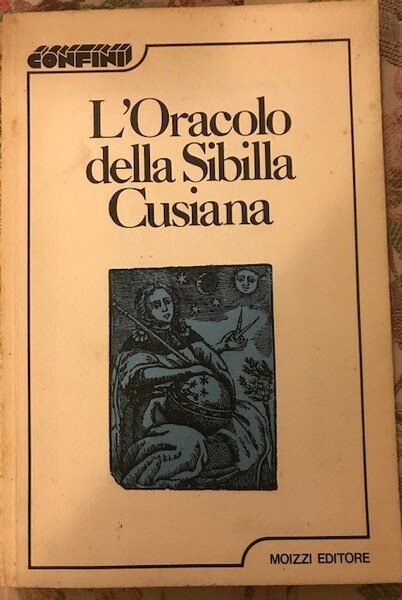 CONFINI
L'Oracolo
della Sibilla
Cusiana
MOIZZI EDITORE